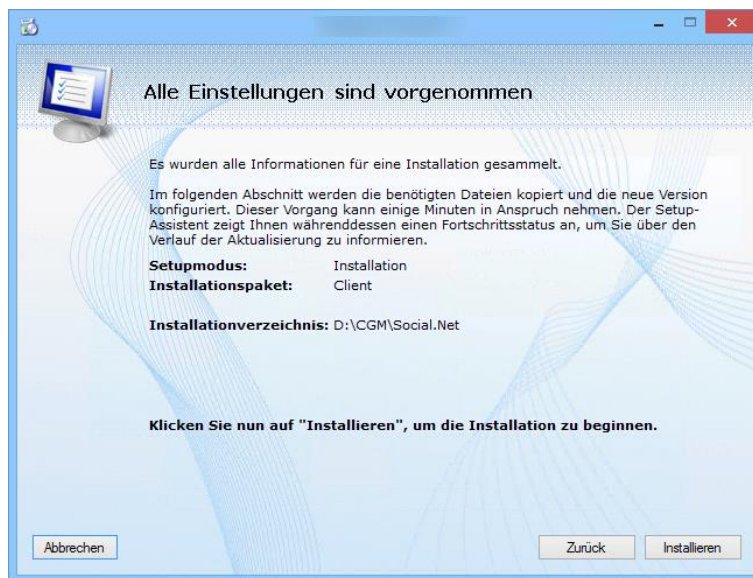 Alle Einstellungen sind vorgenommen
Es wurden alle Informationen für eine Installation gesammelt.
Im folgenden Abschnitt werden die benötigten Dateien kopiert und die neue Version
konfiguriert. Dieser Vorgang kann einige Minuten in Anspruch nehmen. Der Setup-
Assistent zeigt Ihnen währenddessen einen Fortschrittsstatus an, um Sie über den
Verlauf der Aktualisierung zu informieren.
Setupmodus: Installation
Installationspaket: Client
Installationverzeichnis: D:\CGM\Social.Net
Klicken Sie nun auf "Installieren", um die Installation zu beginnen.
Abbrechen Zurück Installieren